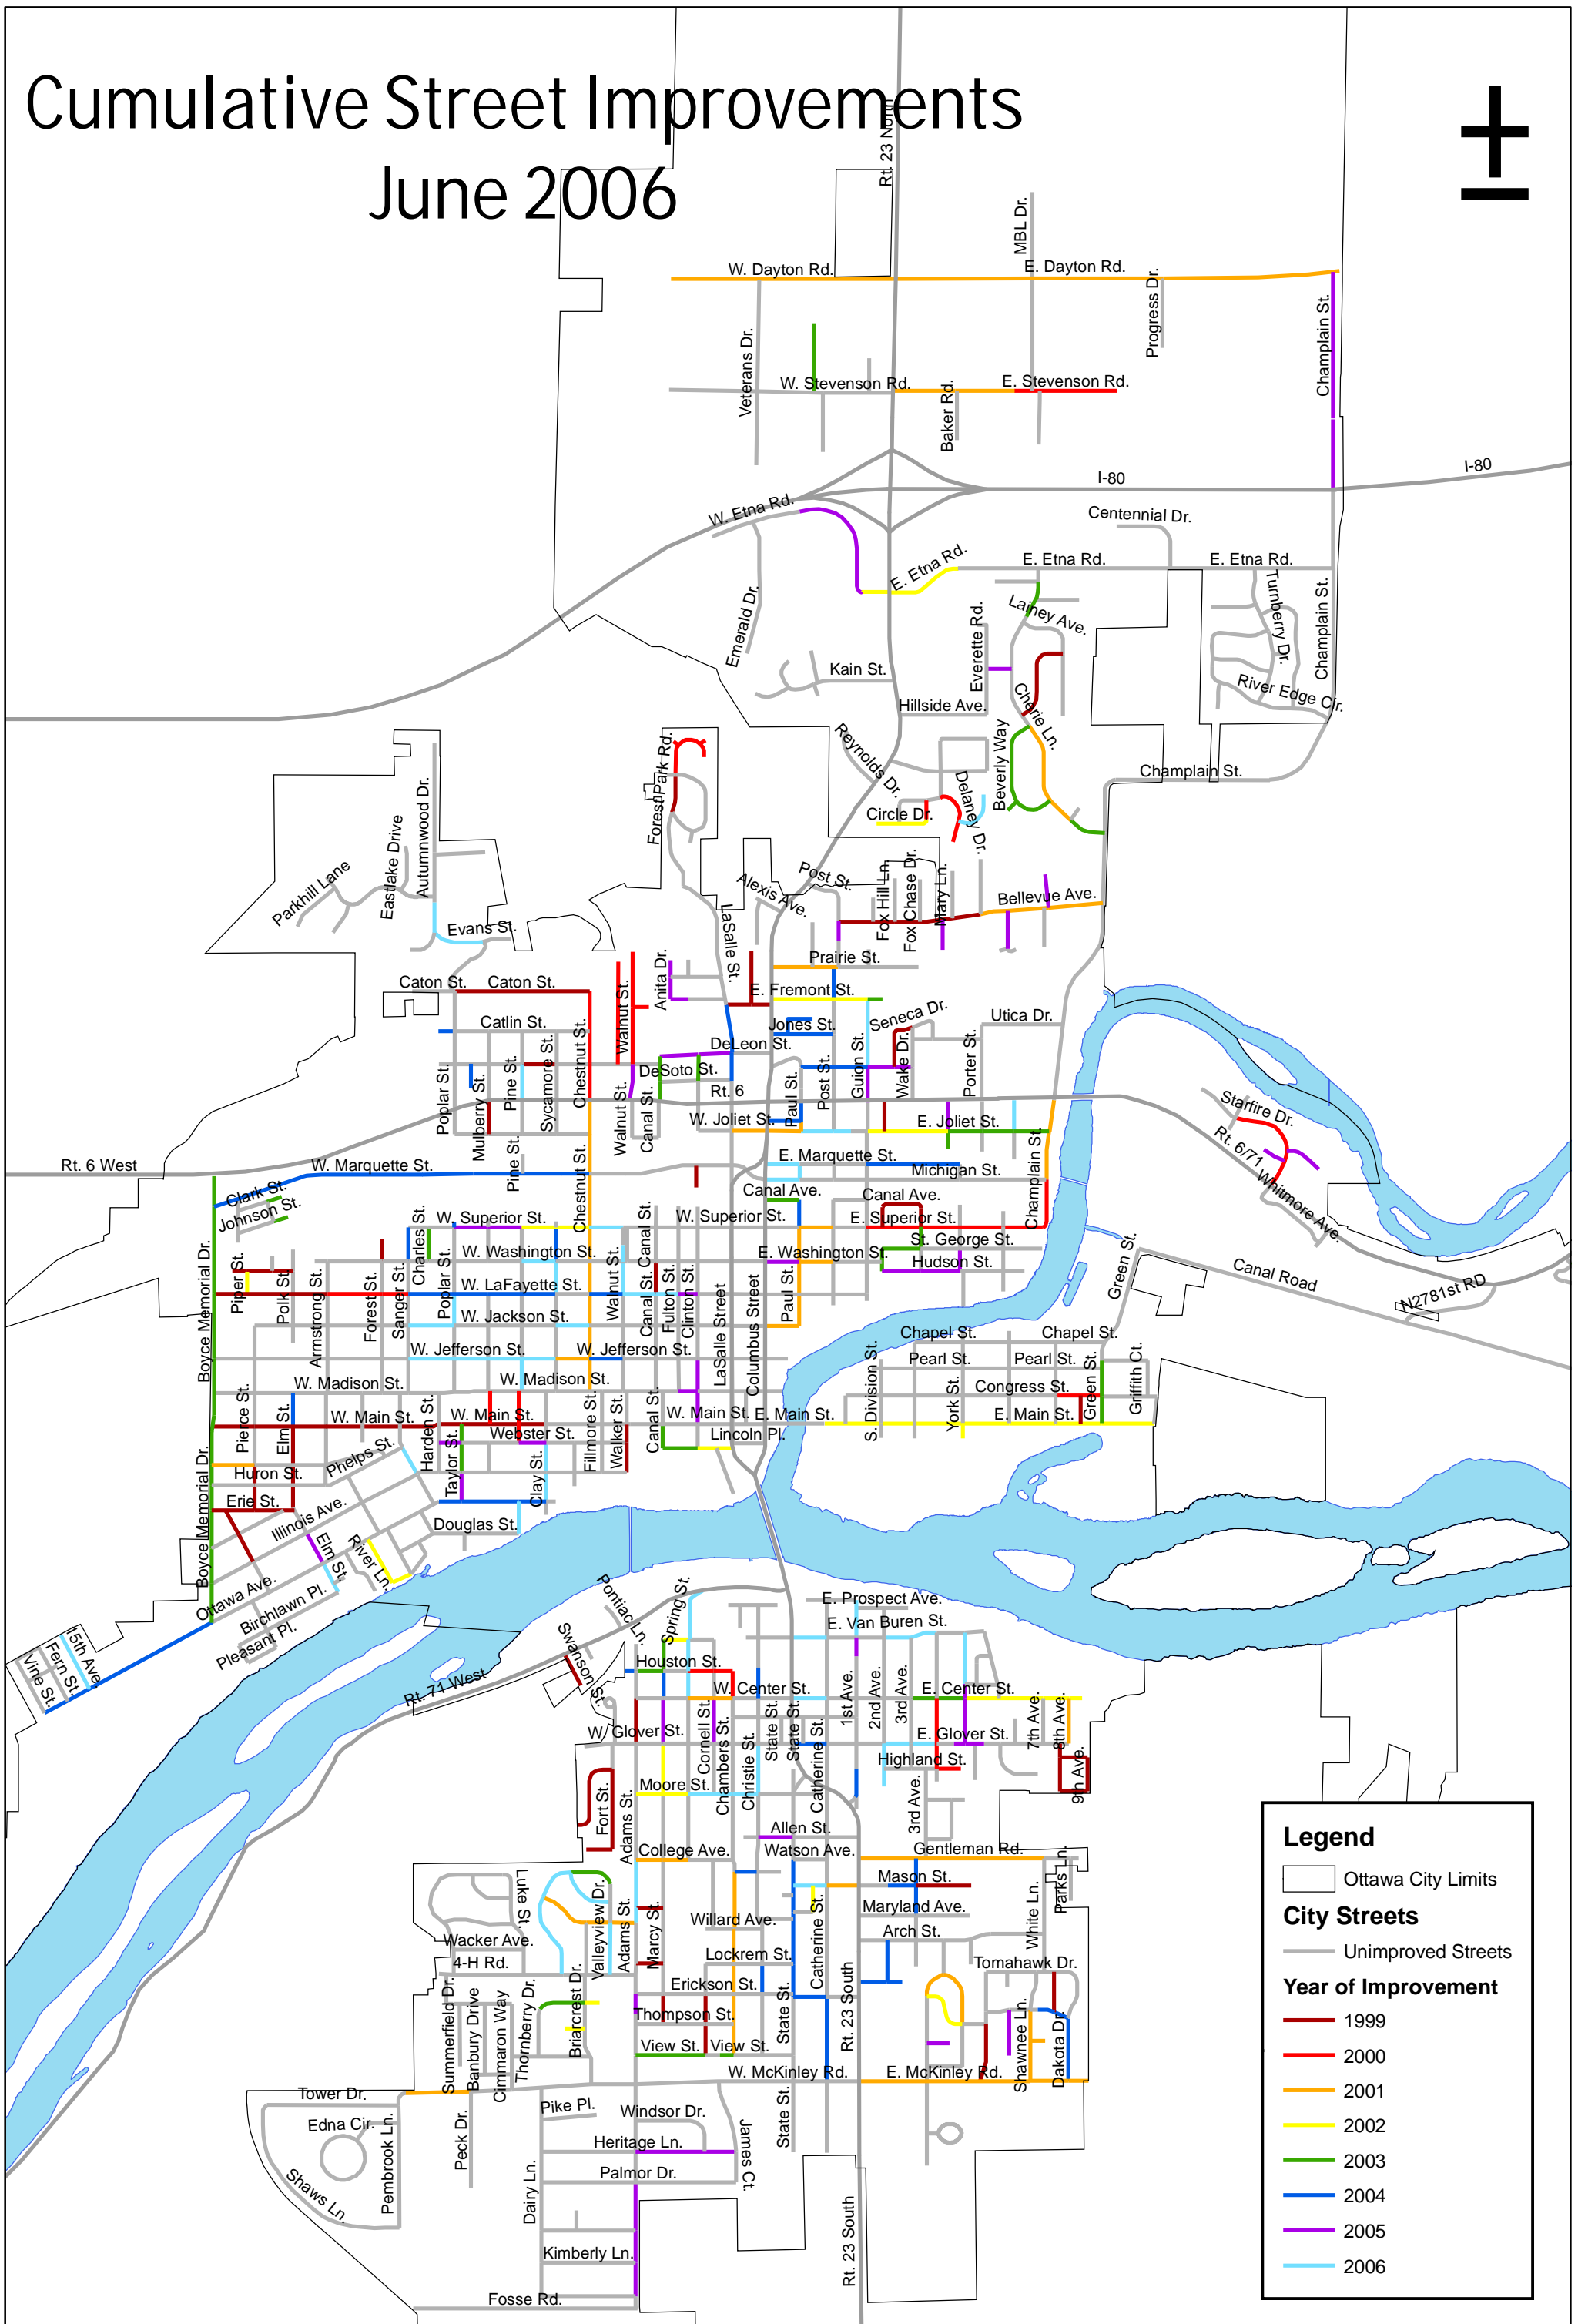 Cumulative Street Improvements
June 2006
Rt. 23 North
MBL Dr.
W. Dayton Rd.
E. Dayton Rd.
Progress Dr.
Champlain St.
Veterans Dr.
W. Stevenson Rd.
E. Stevenson Rd.
Baker Rd.
I-80
I-80
W. Etna Rd.
Centennial Dr.
E. Etna Rd.
E. Etna Rd.
E. Etna Rd.
Emerald Dr.
Everette Rd.
Lainey Ave.
Turnberry Dr.
Champlain St.
Kain St.
Hillside Ave.
Cherie Ln.
River Edge Cir.
Reynolds Dr.
Beverly Way
Champlain St.
Forest Park Rd.
Circle Dr.
Delaney Dr.
Autumnwood Dr.
Eastlake Drive
Parkhill Lane
Evans St.
LaSalle St.
Alexis Ave.
Post St.
Fox Hill Ln.
Fox Chase Dr.
Mary Ln.
Bellevue Ave.
Prairie St.
Caton St.
Caton St.
Walnut St.
Anita Dr.
E. Fremont St.
Catlin St.
Chestnut St.
Jones St.
Seneca Dr.
Utica Dr.
DeLeon St.
DeSoto St.
Poplar St.
Mulberry St.
Pine St.
Sycamore St.
Walnut St.
Canal St.
Rt. 6
Paul St.
Post St.
Guion St.
Wake Dr.
Porter St.
W. Joliet St.
E. Joliet St.
Starfire Dr.
Rt. 6/71
Whitmore Ave.
Rt. 6 West
W. Marquette St.
Pine St.
Chestnut St.
E. Marquette St.
Michigan St.
Champlain St.
Clark St.
Johnson St.
Canal Ave.
Canal Ave.
Charles St.
W. Superior St.
W. Superior St.
E. Superior St.
Canal St.
St. George St.
W. Washington St.
E. Washington St.
Hudson St.
Green St.
Canal Road
N2781st RD
Boyce Memorial Dr.
Piper St.
Polk St.
Armstrong St.
Forest St.
Sanger St.
Poplar St.
W. LaFayette St.
Walnut St.
Canal St.
Fulton St.
Clinton St.
LaSalle Street
Columbus Street
Paul St.
W. Jackson St.
W. Jefferson St.
W. Jefferson St.
Chapel St.
Chapel St.
Pearl St.
Pearl St.
S. Division St.
York St.
Congress St.
Green St.
Griffith Ct.
W. Madison St.
W. Madison St.
Pierce St.
Elm St.
W. Main St.
Harden St.
W. Main St.
Fillmore St.
Walker St.
Canal St.
W. Main St.
E. Main St.
E. Main St.
Webster St.
Lincoln Pl.
Taylor St.
Clay St.
Phelps St.
Huron St.
Erie St.
Illinois Ave.
Boyce Memorial Dr.
Elm St.
River Ln.
Douglas St.
Ottawa Ave.
Birchlawn Pl.
Pleasant Pl.
15th Ave.
Fern St.
Vine St.
Rt. 71 West
Pontiac Ln.
Swanson St.
Spring St.
E. Prospect Ave.
E. Van Buren St.
Houston St.
W. Center St.
E. Center St.
1st Ave.
2nd Ave.
3rd Ave.
W. Glover St.
E. Glover St.
Cornell St.
Chambers St.
Christie St.
State St.
State St.
Catherine St.
7th Ave.
8th Ave.
9th Ave.
Highland St.
3rd Ave.
Moore St.
Fort St.
Adams St.
Allen St.
College Ave.
Watson Ave.
Gentleman Rd.
Mason St.
Parks Ln.
Luke St.
Valleyview Dr.
Adams St.
Marcy St.
Willard Ave.
Catherine St.
Maryland Ave.
Arch St.
White Ln.
Wacker Ave.
4-H Rd.
Lockrem St.
Tomahawk Dr.
Erickson St.
Thompson St.
State St.
Rt. 23 South
Summerfield Dr.
Banbury Drive
Cimmaron Way
Thornberry Dr.
Briarcrest Dr.
View St.
View St.
Shawnee Ln.
Dakota Dr.
W. McKinley Rd.
E. McKinley Rd.
Tower Dr.
Edna Cir.
Pembrook Ln.
Shaws Ln.
Peck Dr.
Pike Pl.
Windsor Dr.
Heritage Ln.
James Ct.
State St.
Palmor Dr.
Dairy Ln.
Kimberly Ln.
Fosse Rd.
Rt. 23 South
Legend
Ottawa City Limits
City Streets
Unimproved Streets
Year of Improvement
1999
2000
2001
2002
2003
2004
2005
2006